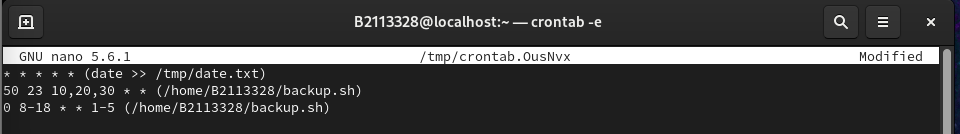 B2113328@localhost:~ — crontab -e
GNU nano 5.6.1 /tmp/crontab.OusNvx Modified
* * * * * (date >> /tmp/date.txt)
50 23 10,20,30 * * (/home/B2113328/backup.sh)
0 8-18 * * 1-5 (/home/B2113328/backup.sh)